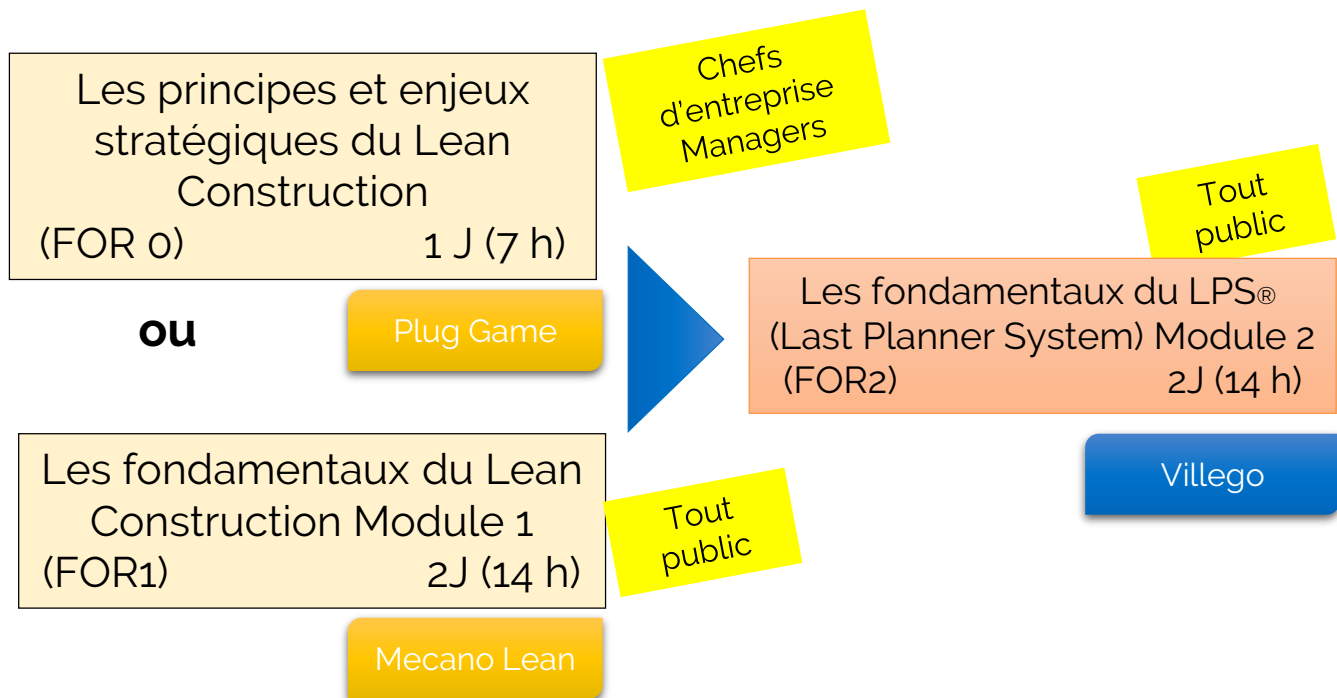 Les principes et enjeux
stratégiques du Lean
Construction
(FOR 0) 1 J (7 h)
Chefs
d'entreprise
Managers
ou
Plug Game
Les fondamentaux du Lean
Construction Module 1
(FOR1) 2J (14 h)
Tout
public
Mecano Lean
Tout
public
Les fondamentaux du LPS®
(Last Planner System) Module 2
(FOR2) 2J (14 h)
Villego